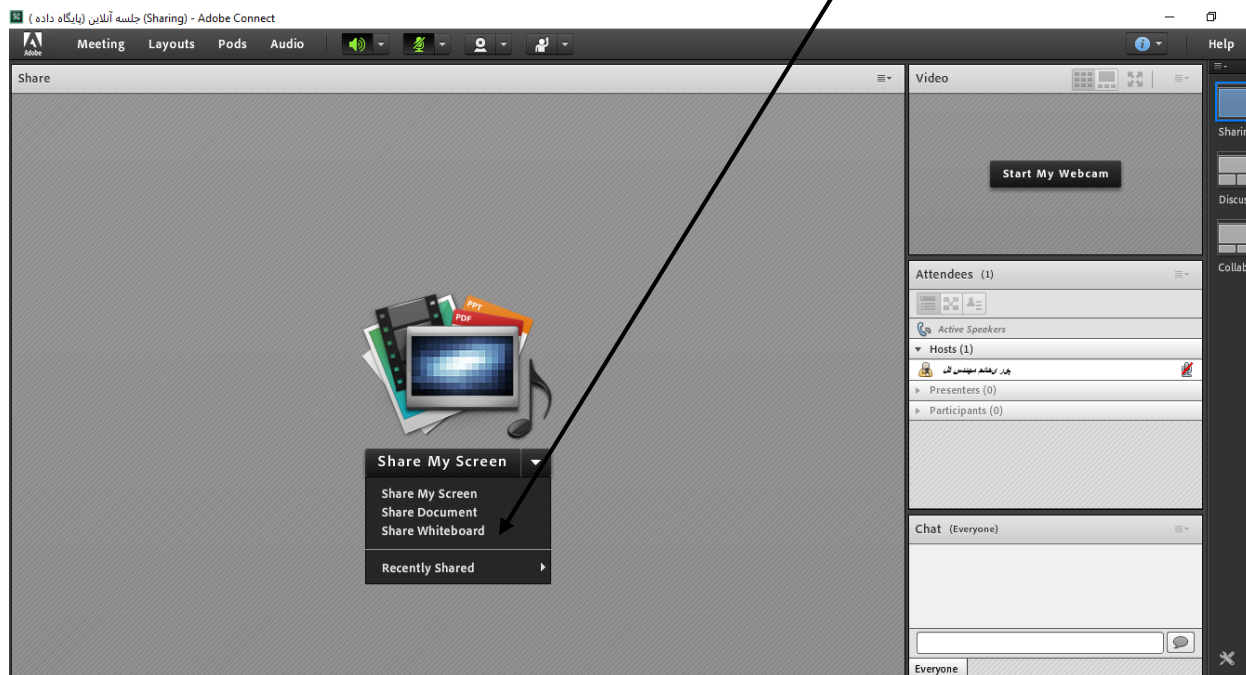 جلسه آنلاین (پایگاه داده ) (Sharing) - Adobe Connect
Adobe
Meeting Layouts Pods Audio
Help
Share
Video
Start My Webcam
Sharin
Discus
Collab
Attendees (1)
Active Speakers
Hosts (1)
مهندس
Presenters (0)
Participants (0)
PPT
PDF
Share My Screen
Share My Screen
Share Document
Share Whiteboard
Recently Shared
Chat (Everyone)
Everyone